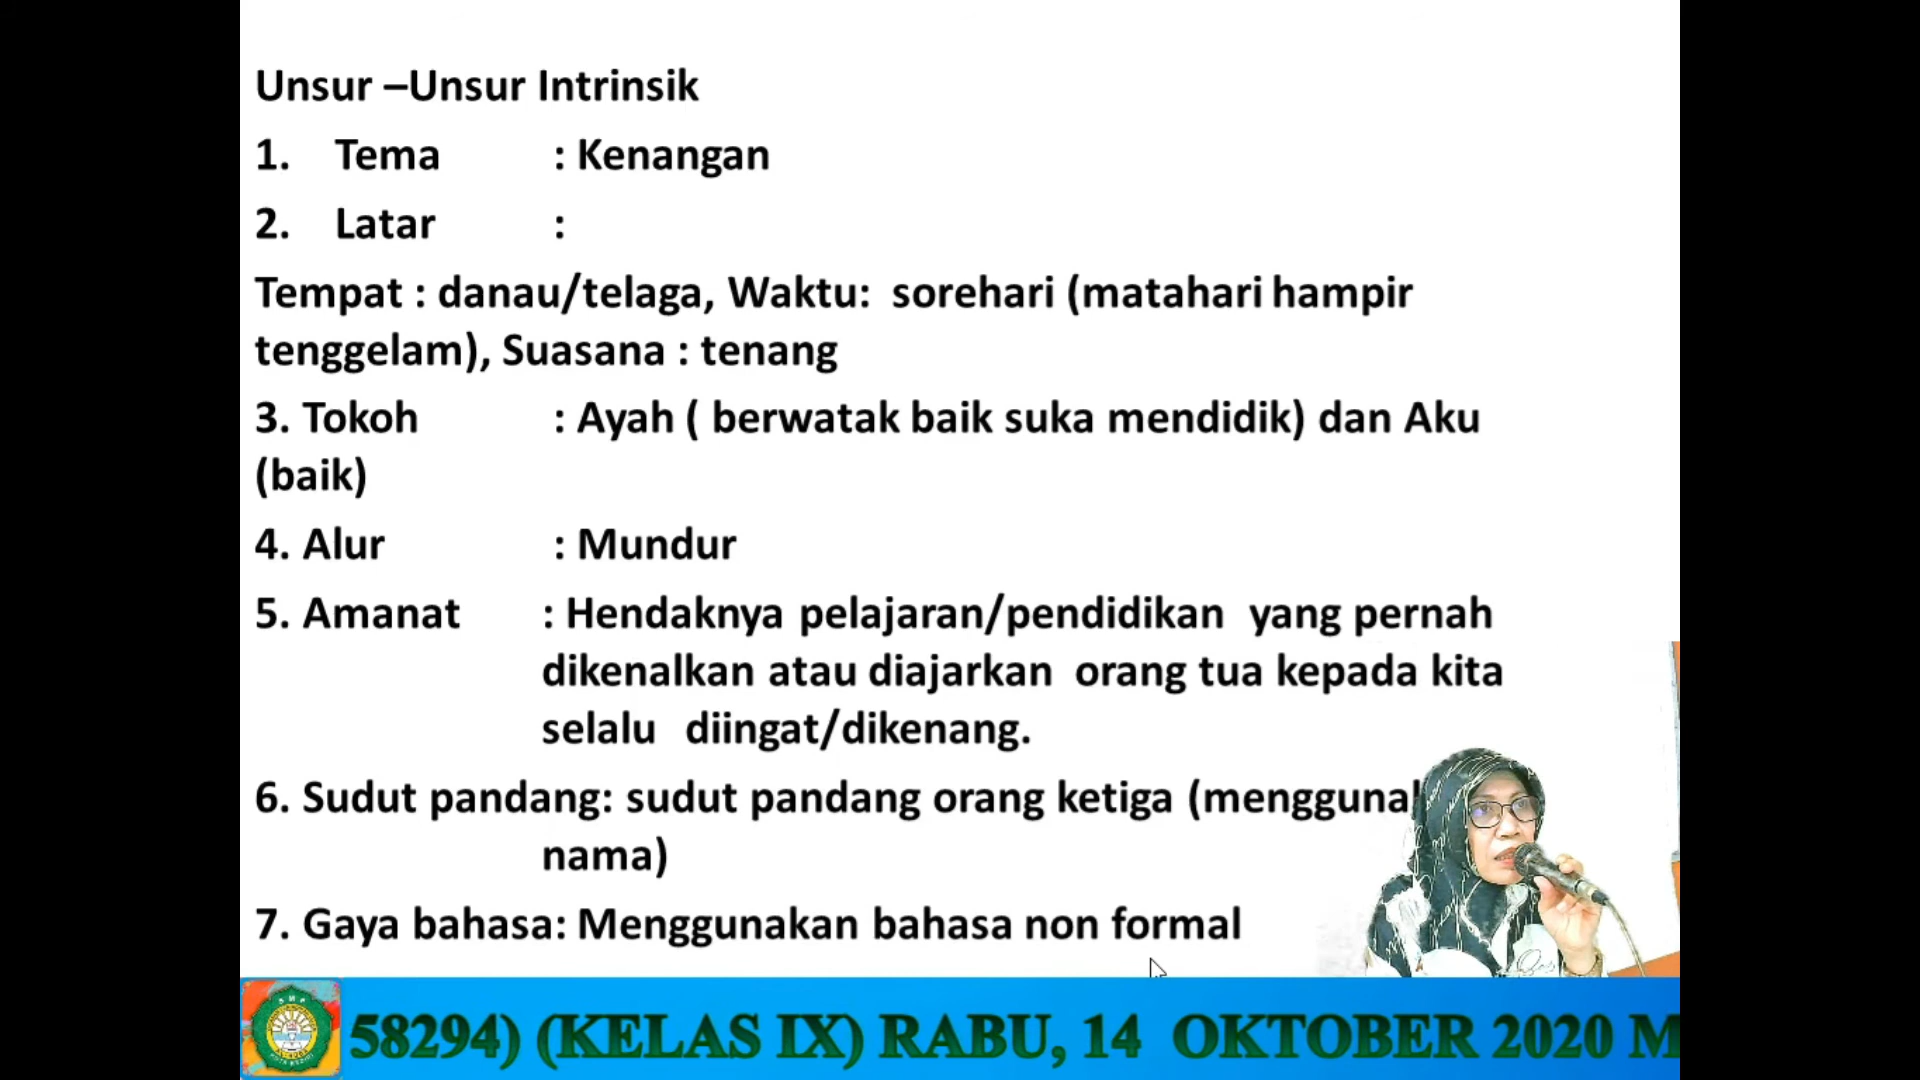 Unsur –Unsur Intrinsik
1. Tema : Kenangan
2. Latar :
Tempat : danau/telaga, Waktu: sorehari (matahari hampir
tenggelam), Suasana : tenang
3. Tokoh : Ayah ( berwatak baik suka mendidik) dan Aku
(baik)
4. Alur : Mundur
5. Amanat : Hendaknya pelajaran/pendidikan yang pernah
dikenalkan atau diajarkan orang tua kepada kita
selalu diingat/dikenang.
6. Sudut pandang: sudut pandang orang ketiga
nama)
7. Gaya bahasa: Menggunakan bahasa non formal
SMP
58294) (KELAS IX) RABU, 14 OKTOBER 2020 M